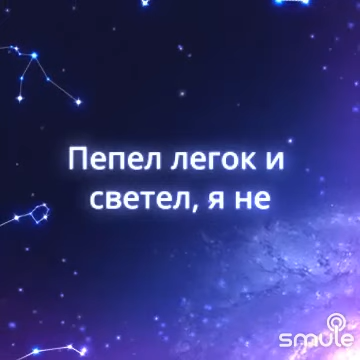 Пепел легок и
светел, я не
smule